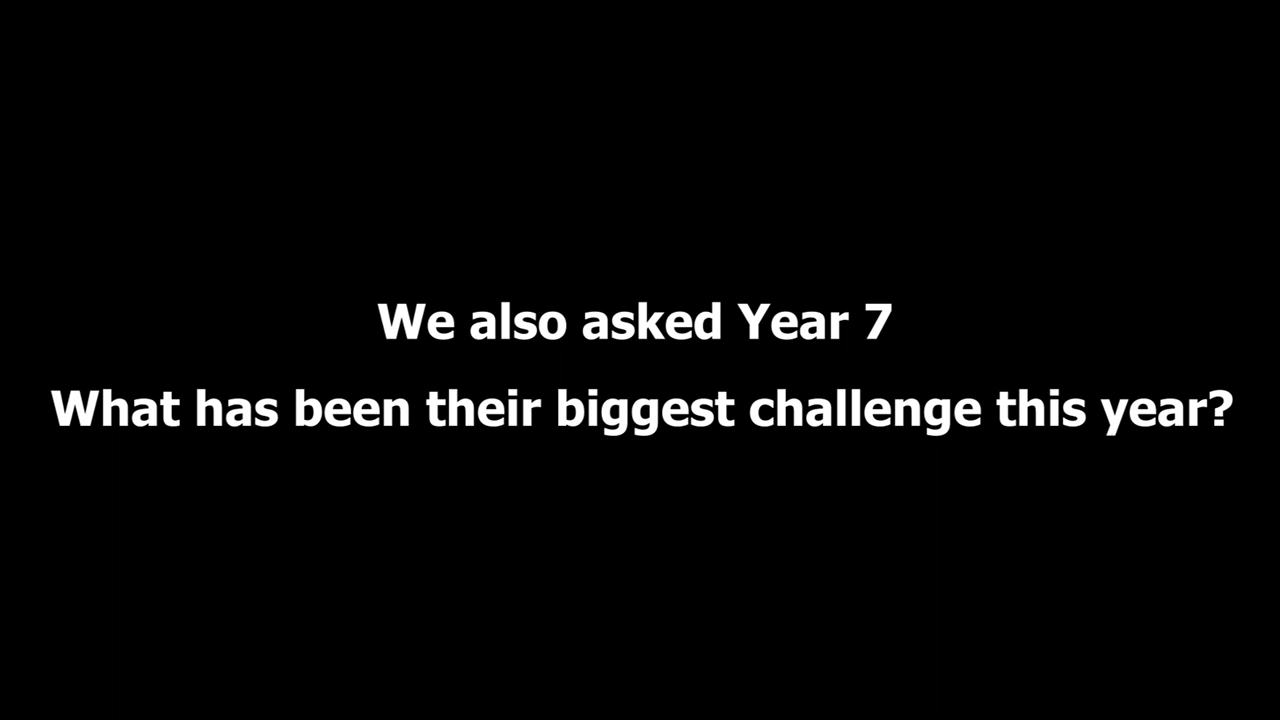 We also asked Year 7
What has been their biggest challenge this year?